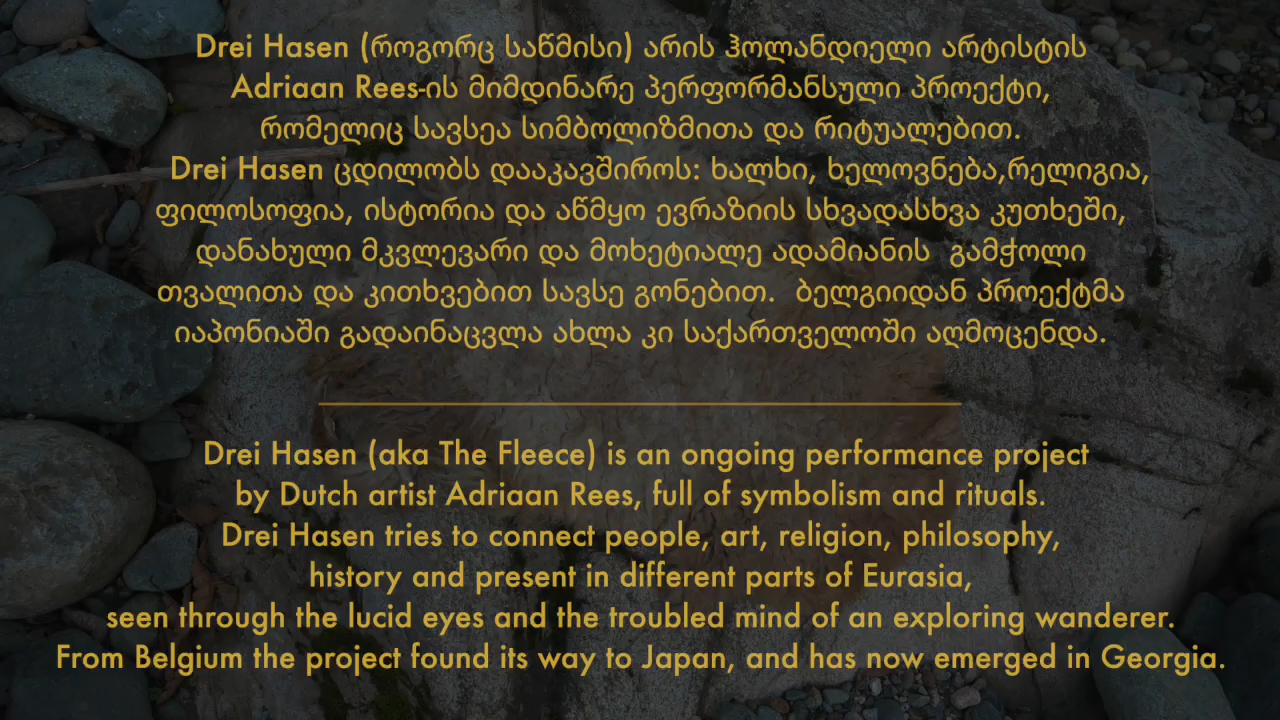 Drei Hasen (როგორც საწმისი) არის ჰოლანდიელი არტისტის
Adriaan Rees-ის მიმდინარე პერფორმანსული პროექტი,
რომელიც სავსეა სიმბოლიზმითა და რიტუალებით.
Drei Hasen ცდილობს დააკავშიროს: ხალხი, ხელოვნება,რელიგია,
ფილოსოფია, ისტორია და აწმყო ევრაზიის სხვადასხვა კუთხეში,
დანახული მკვლევარი და მოხეტიალე ადამიანის გამჭოლი
თვალითა და კითხვებით სავსე გონებით. ბელგიიდან პროექტმა
იაპონიაში გადაინაცვლა ახლა კი საქართველოში აღმოცენდა.
Drei Hasen (aka The Fleece) is an ongoing performance project
by Dutch artist Adriaan Rees, full of symbolism and rituals.
Drei Hasen tries to connect people, art, religion, philosophy,
history and present in different parts of Eurasia,
seen through the lucid eyes and the troubled mind of an exploring wanderer.
From Belgium the project found its way to Japan, and has now emerged in Georgia.